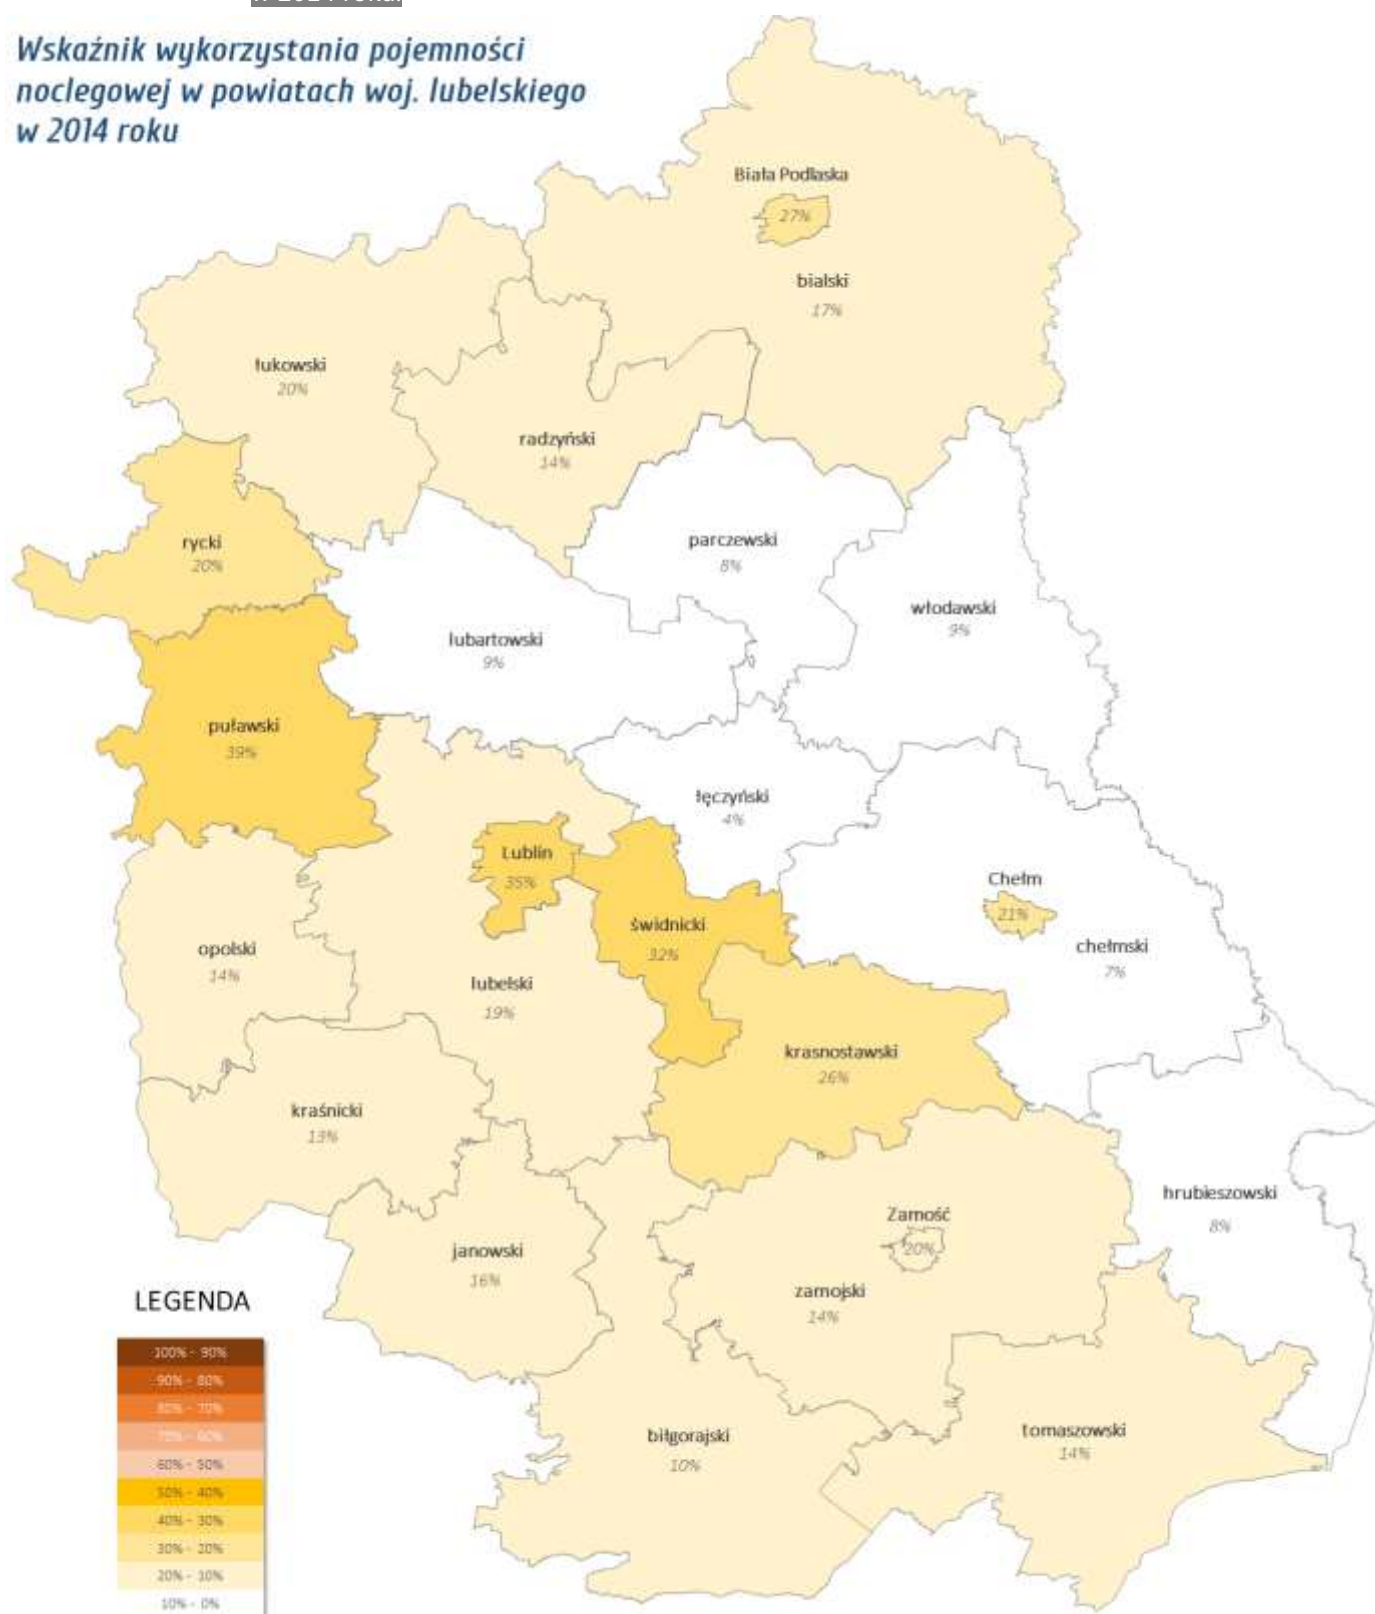 w 2014 roku.
Wskaźnik wykorzystania pojemności
noclegowej w powiatach woj. lubelskiego
w 2014 roku
Biała Podlaska
27%
bialski
17%
łukowski
20%
radzyński
14%
rycki
20%
parczewski
8%
włodawski
9%
lubartowski
9%
puławski
39%
łęczyński
4%
Lublin
35%
Chełm
21%
świdnicki
32%
chełmski
7%
opolski
14%
lubelski
19%
krasnostawski
26%
kraśnicki
13%
hrubieszowski
8%
Zamość
20%
janowski
16%
zamojski
14%
biłgorajski
10%
tomaszowski
14%
LEGENDA
100% - 90%
90% - 80%
80% - 70%
70% - 60%
60% - 50%
50% - 40%
40% - 30%
30% - 20%
20% - 10%
10% - 0%